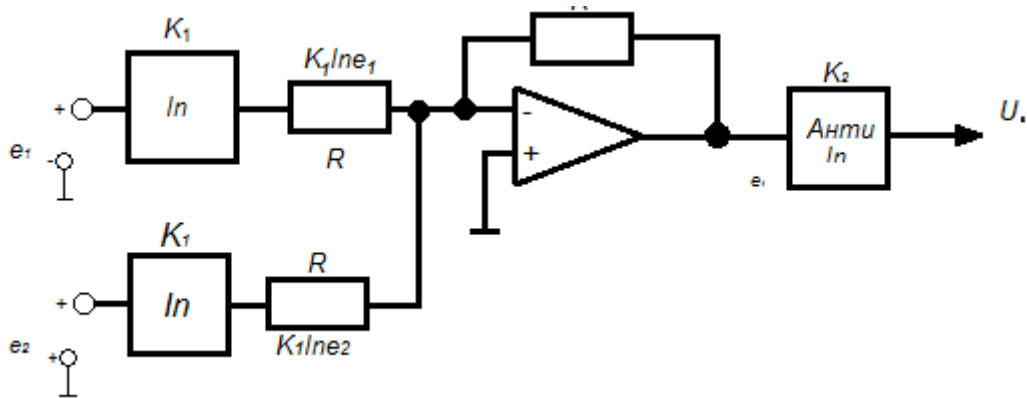 K₁
K₁lne₁
K₂
+
ln
-
+
Анти
ln
U.
e₁
-
R
e
K₁
R
+
ln
e₂
+
K₁lne₂